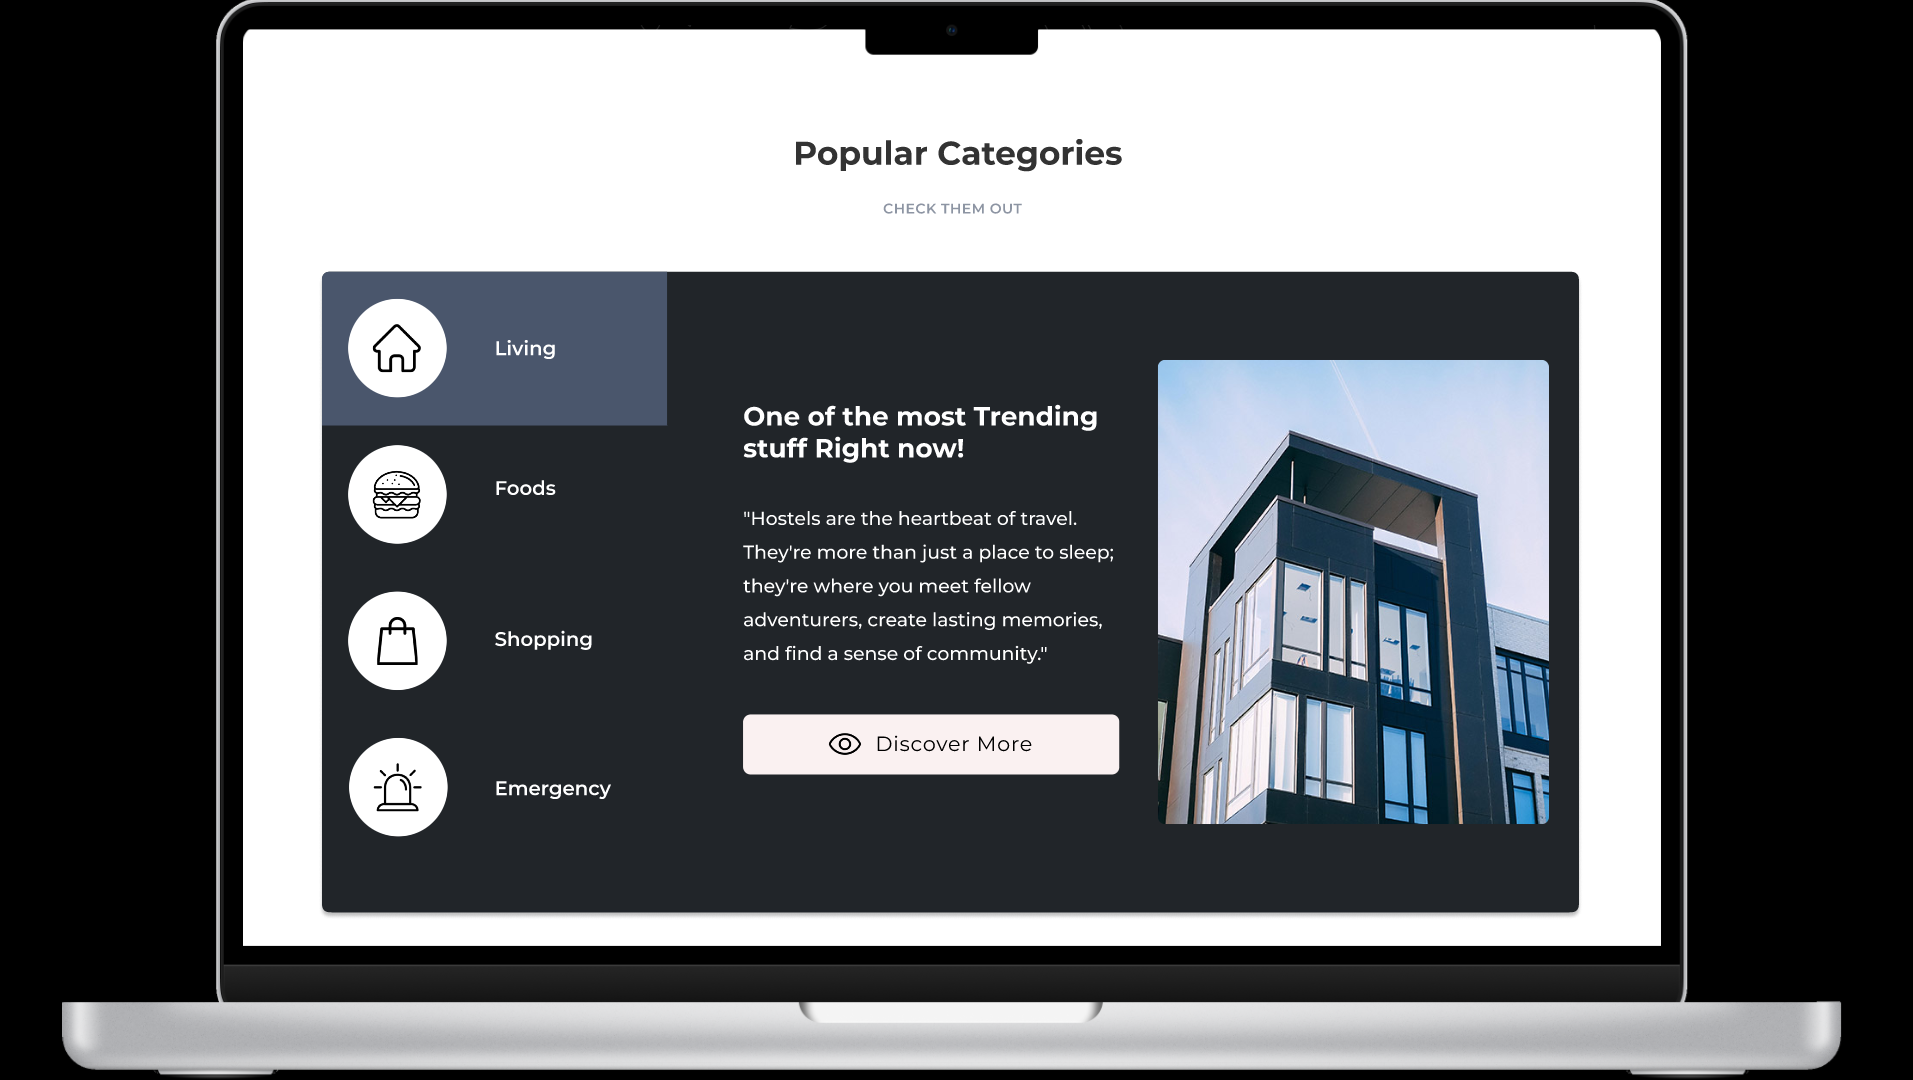 Popular Categories
CHECK THEM OUT
Living
Foods
Shopping
Emergency
One of the most Trending
stuff Right now!
"Hostels are the heartbeat of travel.
They're more than just a place to sleep;
they're where you meet fellow
adventurers, create lasting memories,
and find a sense of community."
Discover More